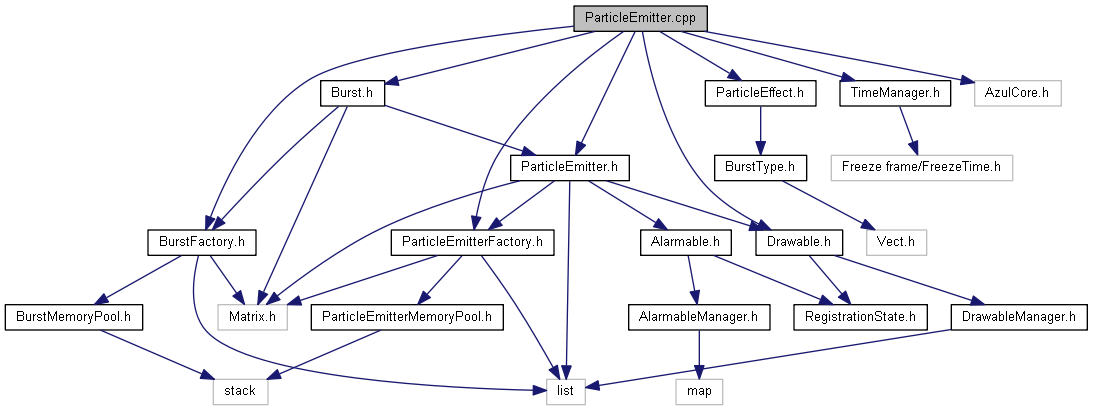 ParticleEmitter.cpp
Burst.h
ParticleEffect.h
TimeManager.h
AzulCore.h
ParticleEmitter.h
BurstType.h
Freeze frame/FreezeTime.h
BurstFactory.h
ParticleEmitterFactory.h
Alarmable.h
Drawable.h
Vect.h
BurstMemoryPool.h
Matrix.h
ParticleEmitterMemoryPool.h
AlarmableManager.h
RegistrationState.h
DrawableManager.h
stack
list
map